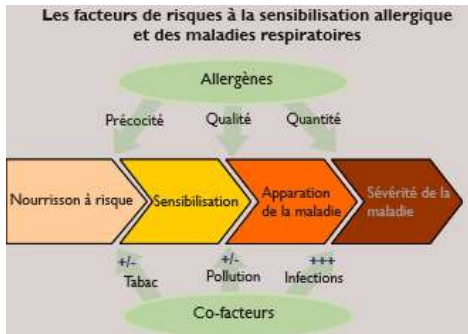 Les facteurs de risques à la sensibilisation allergique
et des maladies respiratoires
Allergènes
Précocité Qualité Quantité
Nourrisson à risque
Sensibilisation
Apparation
de la maladie
Sévérité de la
maladie
+/- +/- +++
Tabac Pollution Infections
Co-facteurs